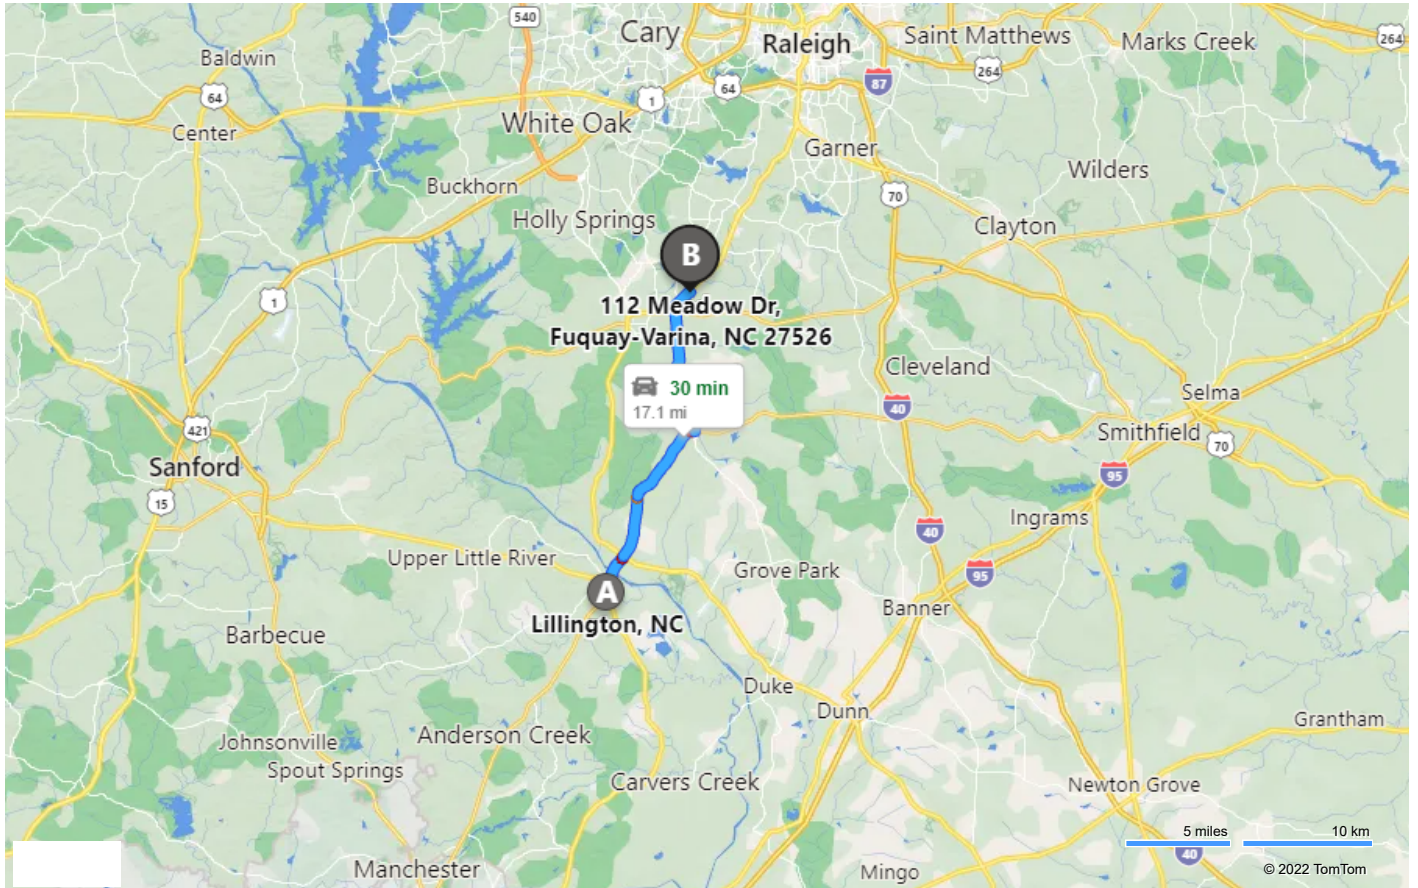 540
Cary
Raleigh
Saint Matthews
Marks Creek
264
Baldwin
64
1
64
87
264
Center
White Oak
Garner
Wilders
Buckhorn
70
Holly Springs
Clayton
B
1
112 Meadow Dr,
Fuquay-Varina, NC 27526
30 min
17.1 mi
Cleveland
Selma
40
421
Smithfield
70
Sanford
95
15
Ingrams
40
Upper Little River
Grove Park
95
A
Banner
Lillington, NC
Barbecue
Duke
Dunn
Grantham
Anderson Creek
Johnsonville
Spout Springs
Carvers Creek
Newton Grove
5 miles
10 km
40
Manchester
Mingo
© 2022 TomTom